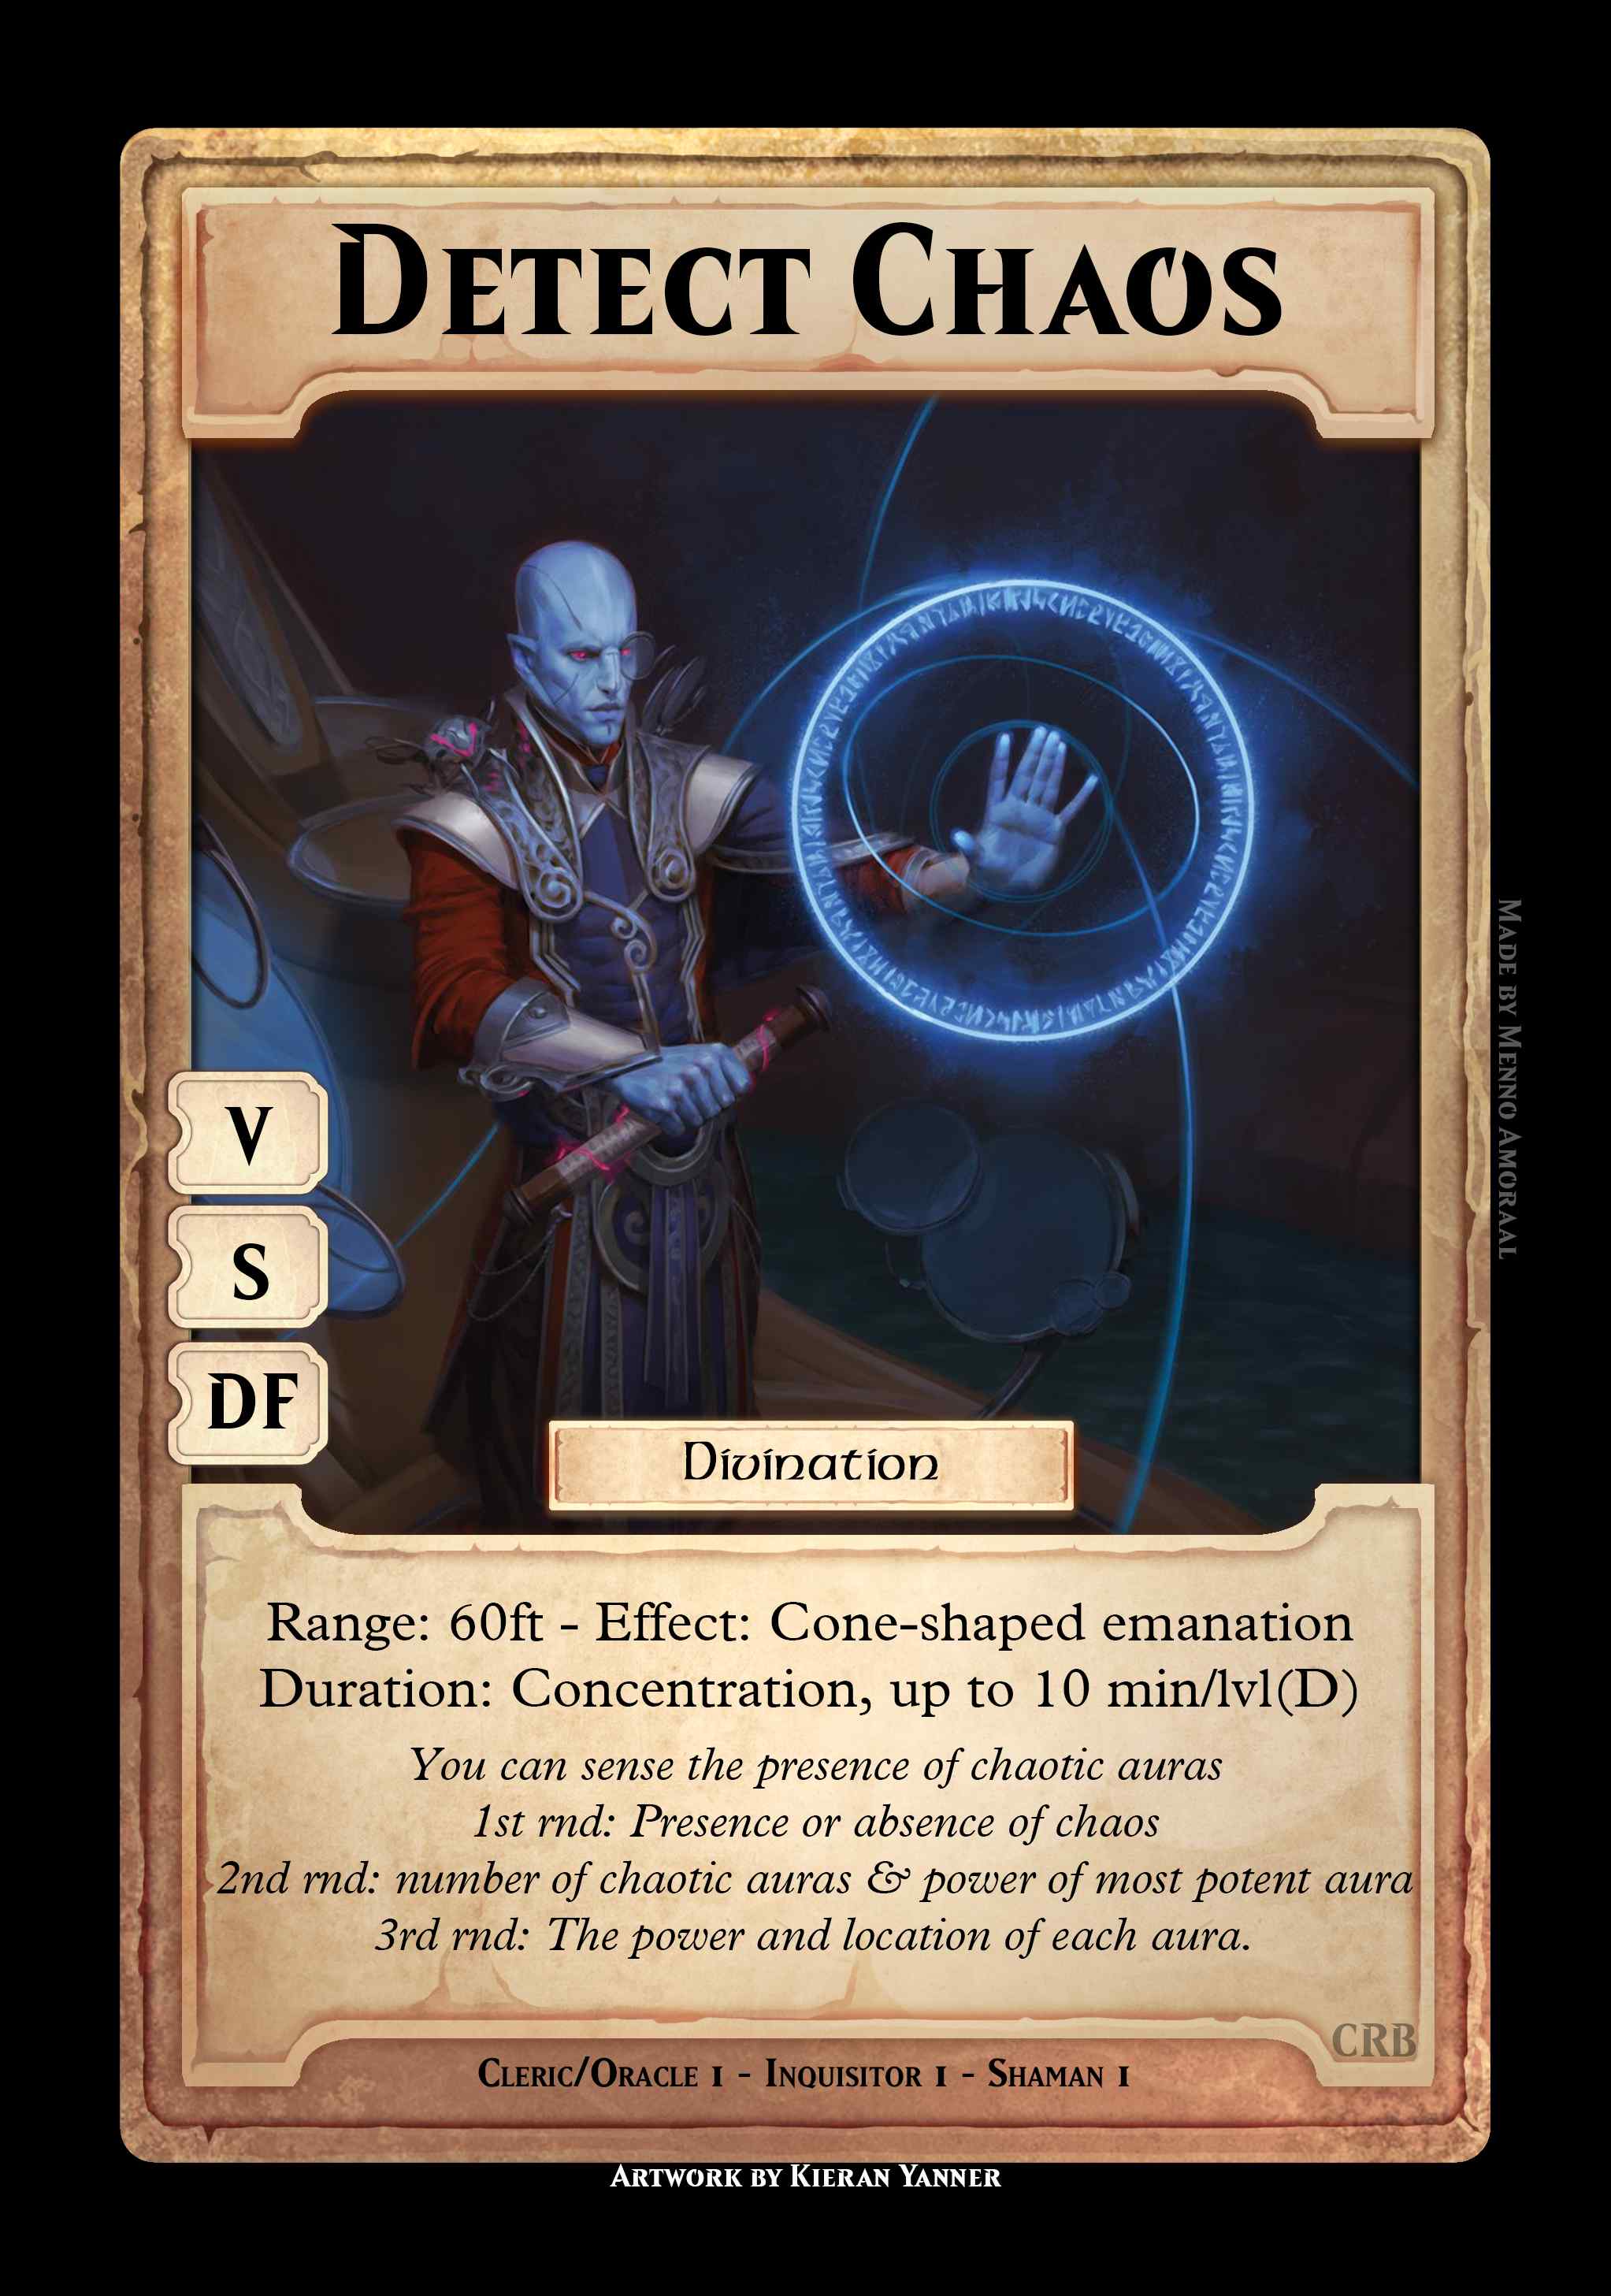 Detect Chaos
V
S
DF
Divination
Range: 60ft - Effect: Cone-shaped emanation
Duration: Concentration, up to 10 min/lvl(D)
You can sense the presence of chaotic auras
1st rnd: Presence or absence of chaos
2nd rnd: number of chaotic auras & power of most potent aura
3rd rnd: The power and location of each aura.
CRB
Cleric/Oracle 1 - Inquisitor 1 - Shaman 1
Artwork by Kieran Yanner
Made by Menno Amoraal